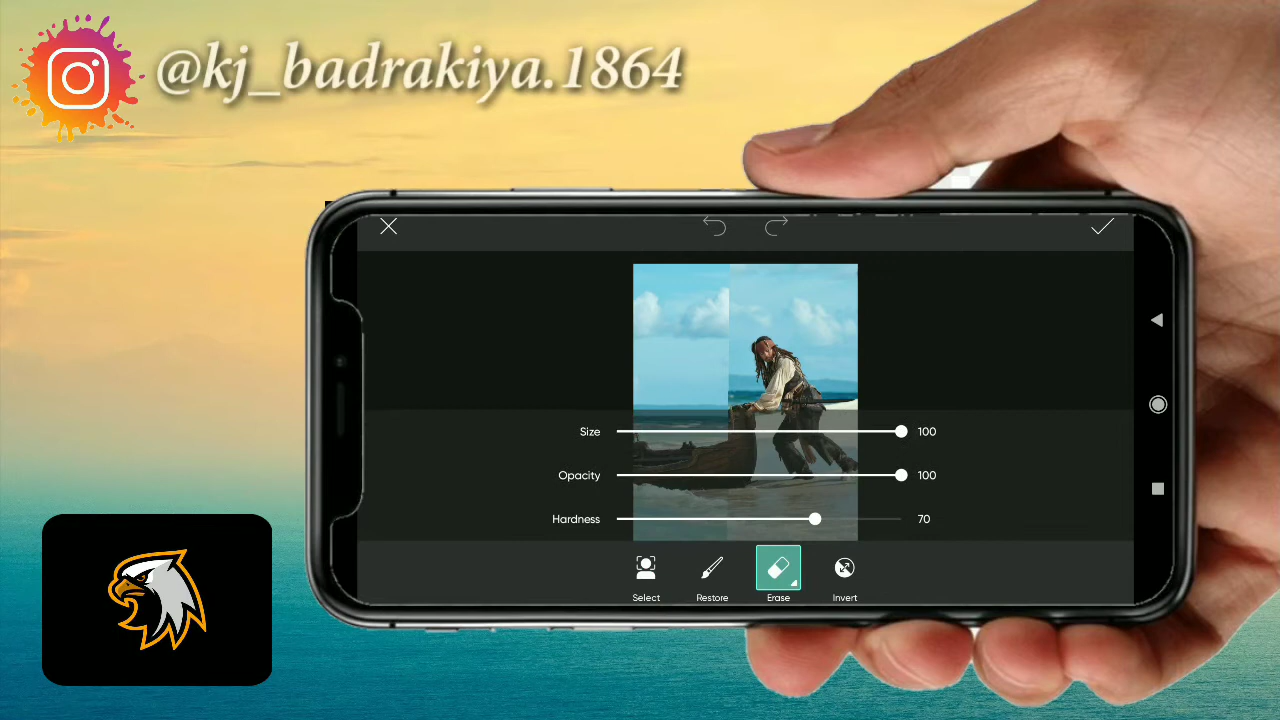 @kj_badrakiya.1864
Size 100
Opacity 100
Hardness 70
Select Restore Erase Invert